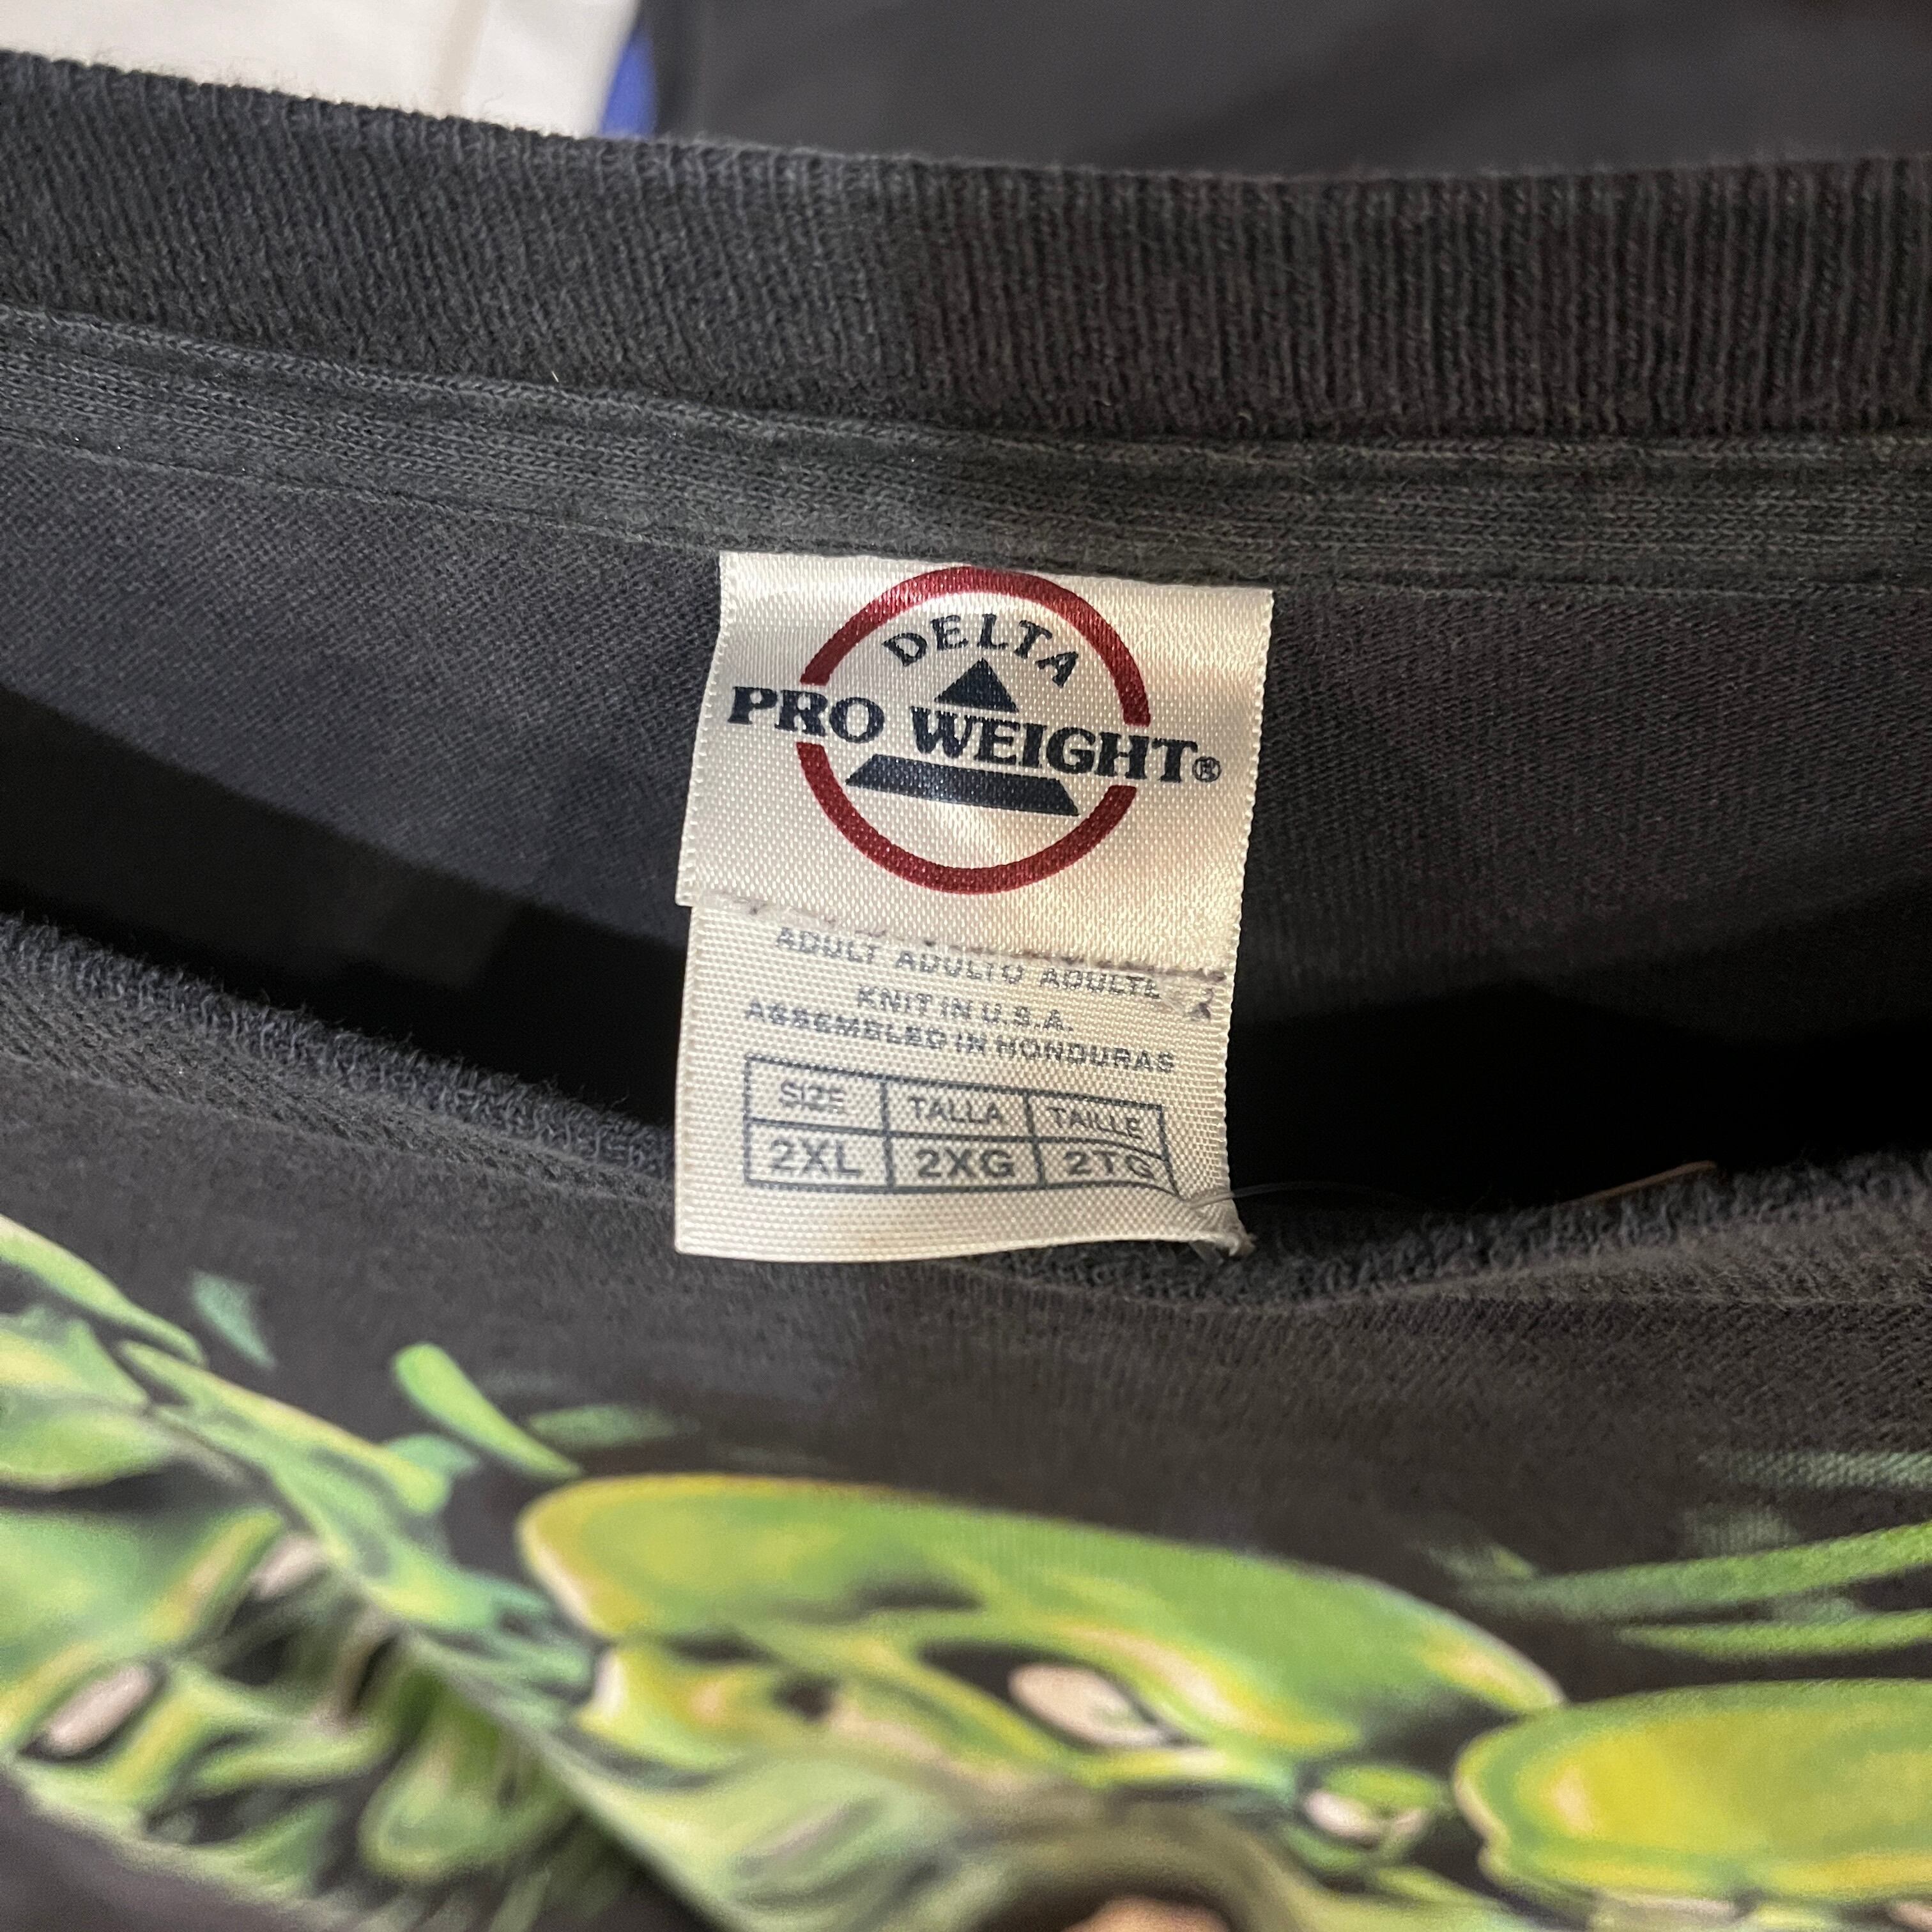 DELTA
PRO WEIGHT®
ADULT ADULTO ADULTE
KNIT IN U.S.A.
ASSEMBLED IN HONDURAS
SIZE TALLA TAILLE
2XL 2XG 2TG